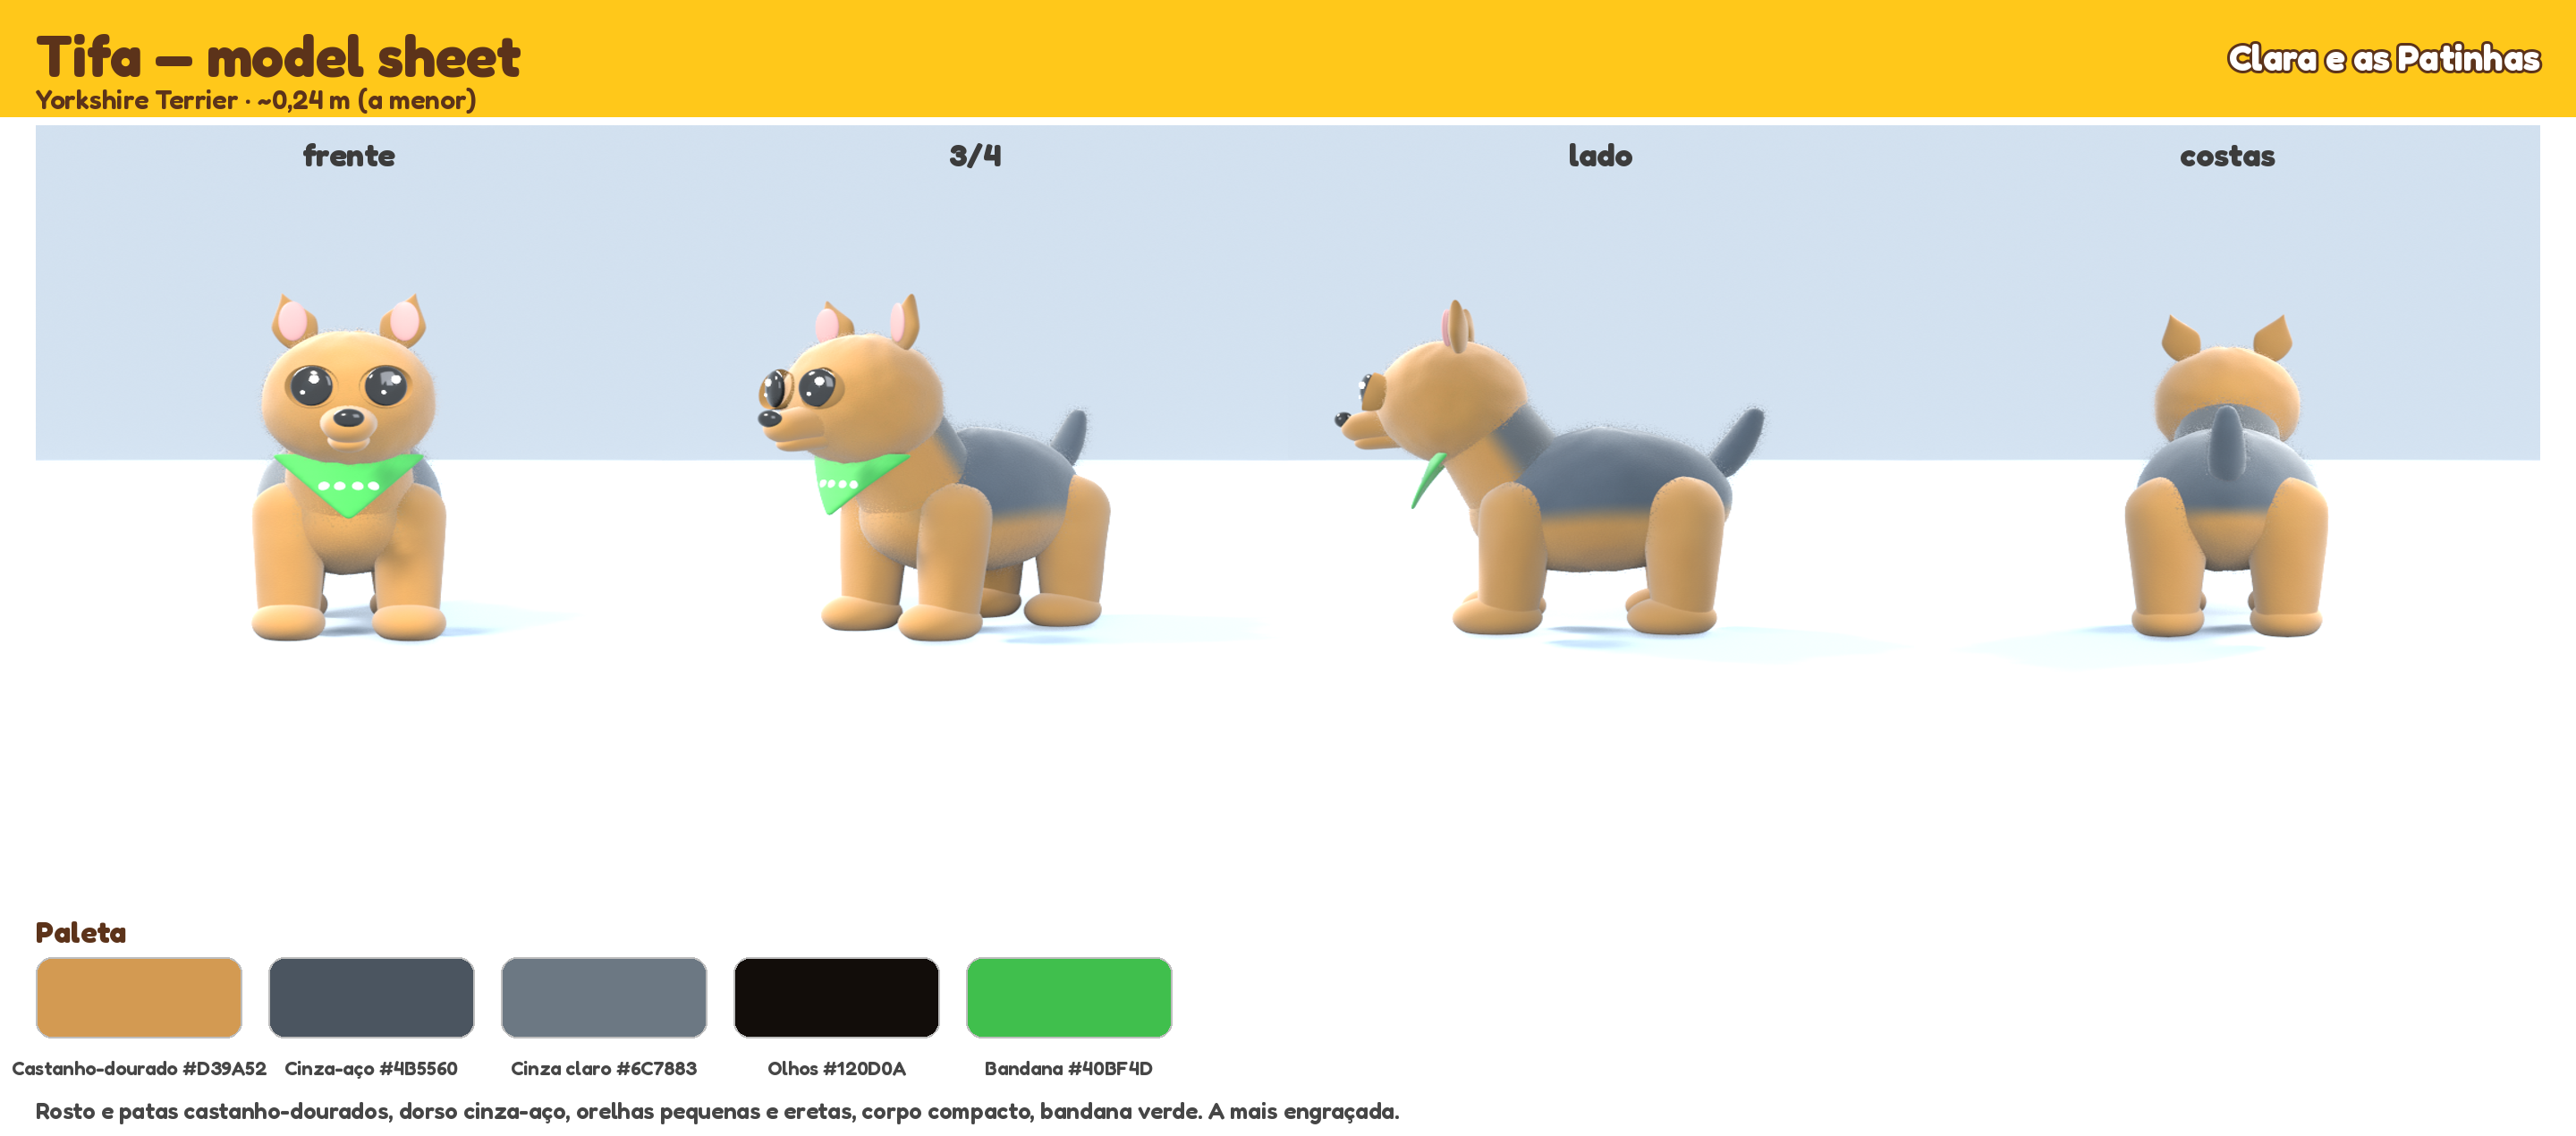 Tifa — model sheet
Clara e as Patinhas
Yorkshire Terrier · ~0,24 m (a menor)
frente
3/4
lado
costas
Paleta
Castanho-dourado #D39A52
Cinza-aço #4B5560
Cinza claro #6C7883
Olhos #120D0A
Bandana #40BF4D
Rosto e patas castanho-dourados, dorso cinza-aço, orelhas pequenas e eretas, corpo compacto, bandana verde. A mais engraçada.